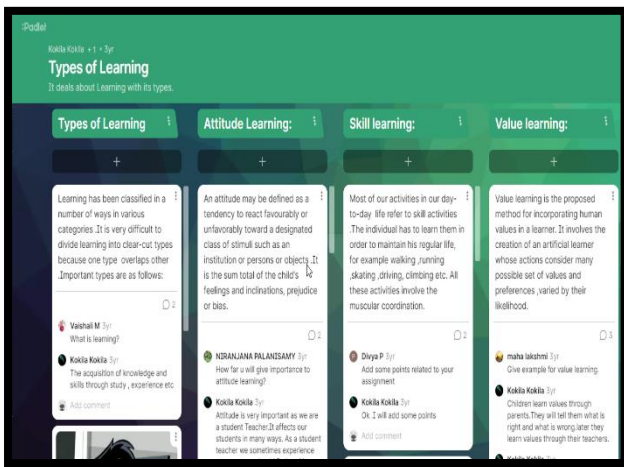 :Padlet
Kokila Kokila +1 • 3yr
Types of Learning
It deals about Learning with its types.
Types of Learning
Learning has been classified in a
number of ways in various
categories .It is very difficult to
divide learning into clear-cut types
because one type overlaps other
.Important types are as follows:
2
Vaishali M 3yr
What is learning?
Kokila Kokila 3yr
The acquisition of knowledge and
skills through study , experience etc
Add comment
Attitude Learning:
An attitude may be defined as a
tendency to react favourably or
unfavorably toward a designated
class of stimuli such as an
institution or persons or objects .It
is the sum total of the child's
feelings and inclinations, prejudice
or bias.
2
NIRANJANA PALANISAMY 3yr
How far u will give importance to
attitude learning?
Kokila Kokila 3yr
Attitude is very important as we are
a student Teacher.It affects our
students in many ways. As a student
teacher we sometimes experience
Skill learning:
Most of our activities in our day-
to-day life refer to skill activities
.The individual has to learn them in
order to maintain his regular life,
for example walking ,running
,skating ,driving, climbing etc. All
these activities involve the
muscular coordination.
2
Divya P 3yr
Add some points related to your
assignment
Kokila Kokila 3yr
Ok .I will add some points
Add comment
Value learning:
Value learning is the proposed
method for incorporating human
values in a learner. It involves the
creation of an artificial learner
whose actions consider many
possible set of values and
preferences ,varied by their
likelihood.
3
maha lakshmi 3yr
Give example for value learning.
Kokila Kokila 3yr
Children learn values through
parents.They will tell them what is
right and what is wrong.later they
learn values through their teachers.
Kokila Kokila 3yr